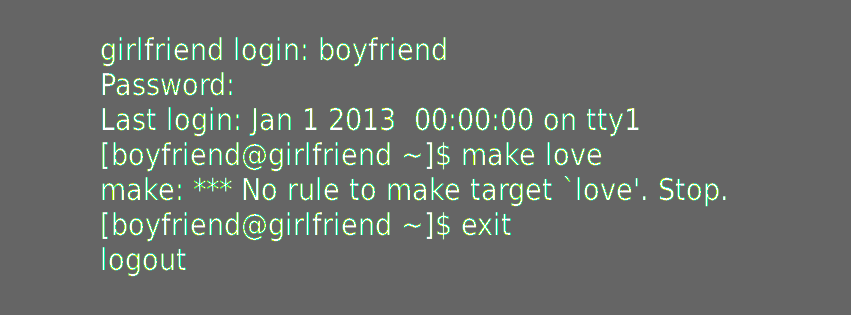 girlfriend login: boyfriend
Password:
Last login: Jan 1 2013  00:00:00 on tty1
[boyfriend@girlfriend ~]$ make love
make: *** No rule to make target `love'. Stop.
[boyfriend@girlfriend ~]$ exit
logout